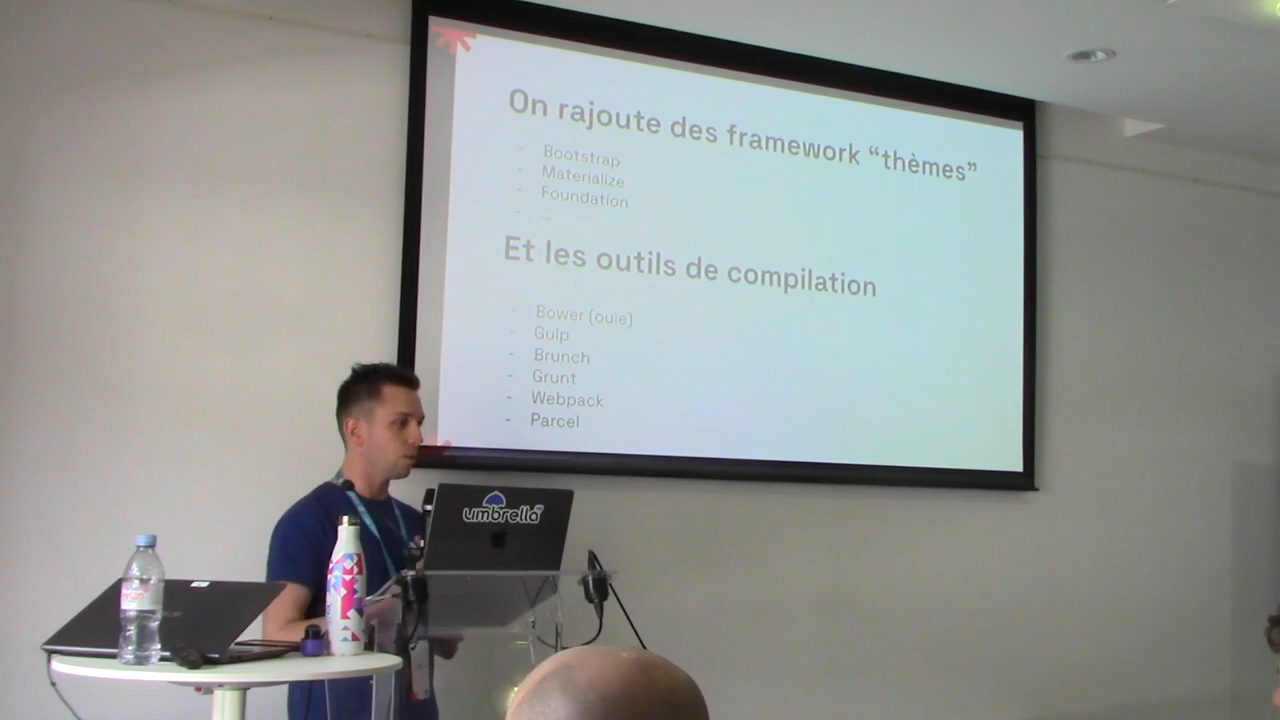 On rajoute des framework “thèmes”
- Bootstrap
- Materialize
- Foundation
- ...
Et les outils de compilation
- Bower (ouie)
- Gulp
- Brunch
- Grunt
- Webpack
- Parcel
umbrella